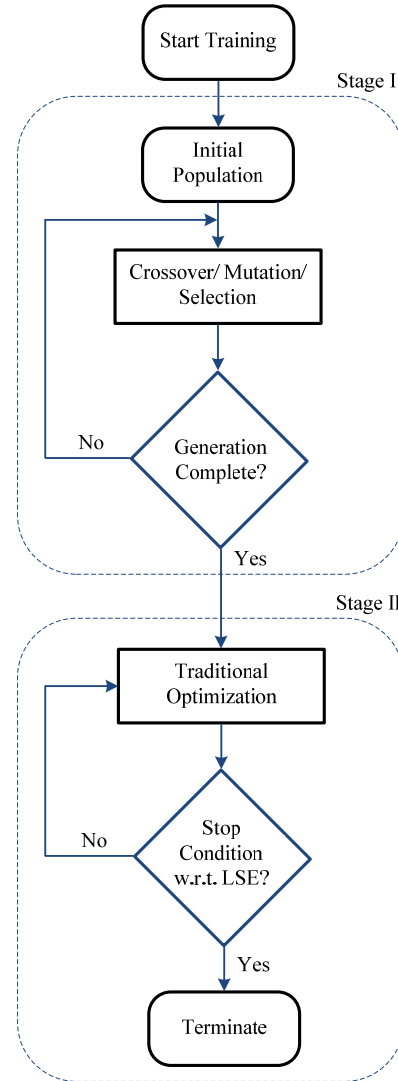 Start Training
Stage I
Initial
Population
Crossover/ Mutation/
Selection
No
Generation
Complete?
Yes
Stage II
Traditional
Optimization
No
Stop
Condition
w.r.t. LSE?
Yes
Terminate